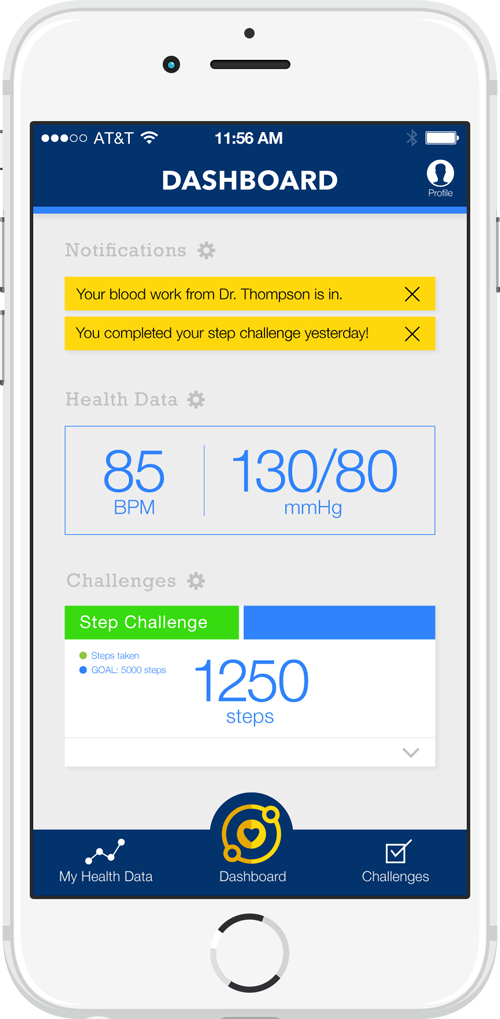 AT&T 11:56 AM
DASHBOARD
Profile
Notifications
Your blood work from Dr. Thompson is in.
You completed your step challenge yesterday!
Health Data
85
BPM
130/80
mmHg
Challenges
Step Challenge
Steps taken
GOAL: 5000 steps
1250
steps
My Health Data
Dashboard
Challenges